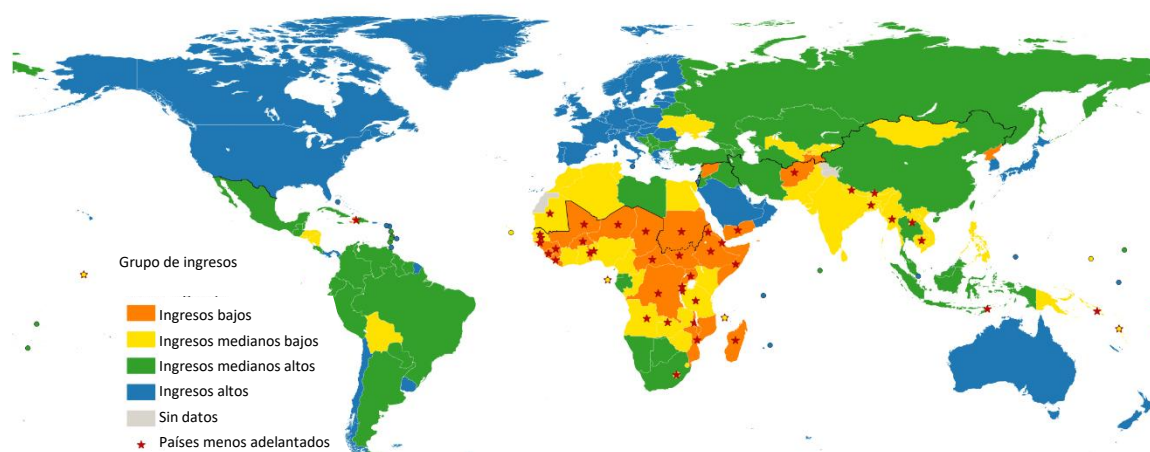 Grupo de ingresos
Ingresos bajos
Ingresos medianos bajos
Ingresos medianos altos
Ingresos altos
Sin datos
Países menos adelantados